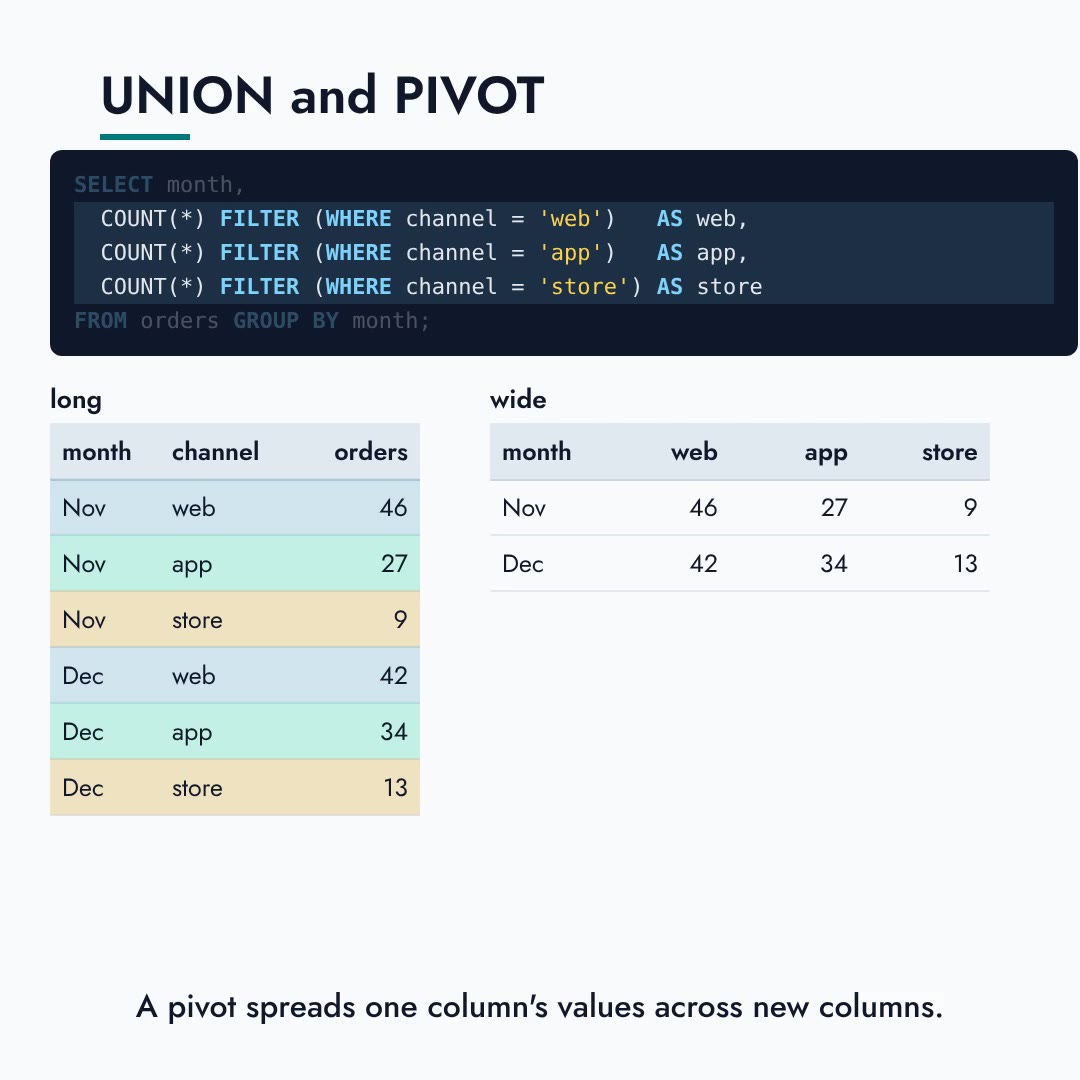 UNION and PIVOT
SELECT month,
  COUNT(*) FILTER (WHERE channel = 'web')   AS web,
  COUNT(*) FILTER (WHERE channel = 'app')   AS app,
  COUNT(*) FILTER (WHERE channel = 'store') AS store
FROM orders GROUP BY month;
long
month channel orders
Nov web 46
Nov app 27
Nov store 9
Dec web 42
Dec app 34
Dec store 13
wide
month web app store
Nov 46 27 9
Dec 42 34 13
A pivot spreads one column's values across new columns.